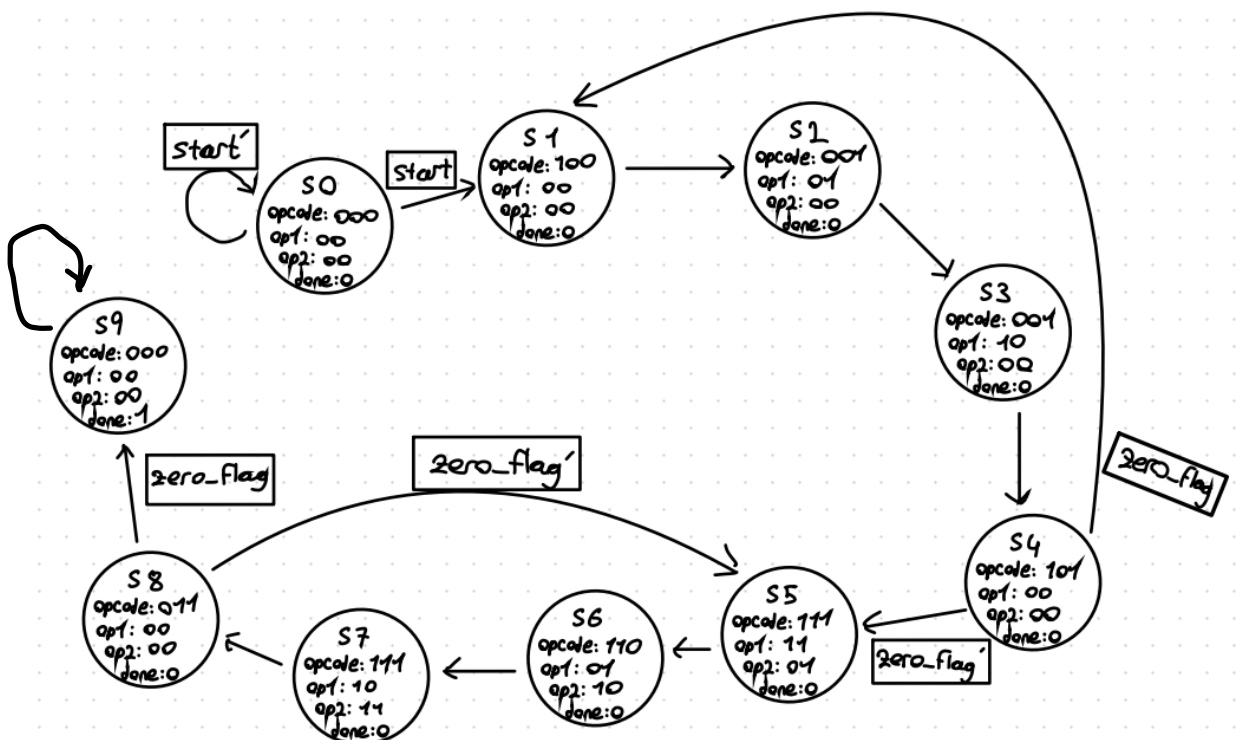 start´
start
S0
opcode: 000
op1: 00
op2: 00
done:0
S1
opcode: 100
op1: 00
op2: 00
done:0
S2
opcode: 001
op1: 01
op2: 00
done:0
S3
opcode: 001
op1: 10
op2: 00
done:0
zero_flag
S4
opcode: 101
op1: 00
op2: 00
done:0
zero_flag´
S5
opcode: 111
op1: 11
op2: 01
done:0
S6
opcode: 110
op1: 01
op2: 10
done:0
S7
opcode: 111
op1: 10
op2: 11
done:0
S8
opcode: 011
op1: 00
op2: 00
done:0
zero_flag´
zero_flag
S9
opcode: 000
op1: 00
op2: 00
done:1